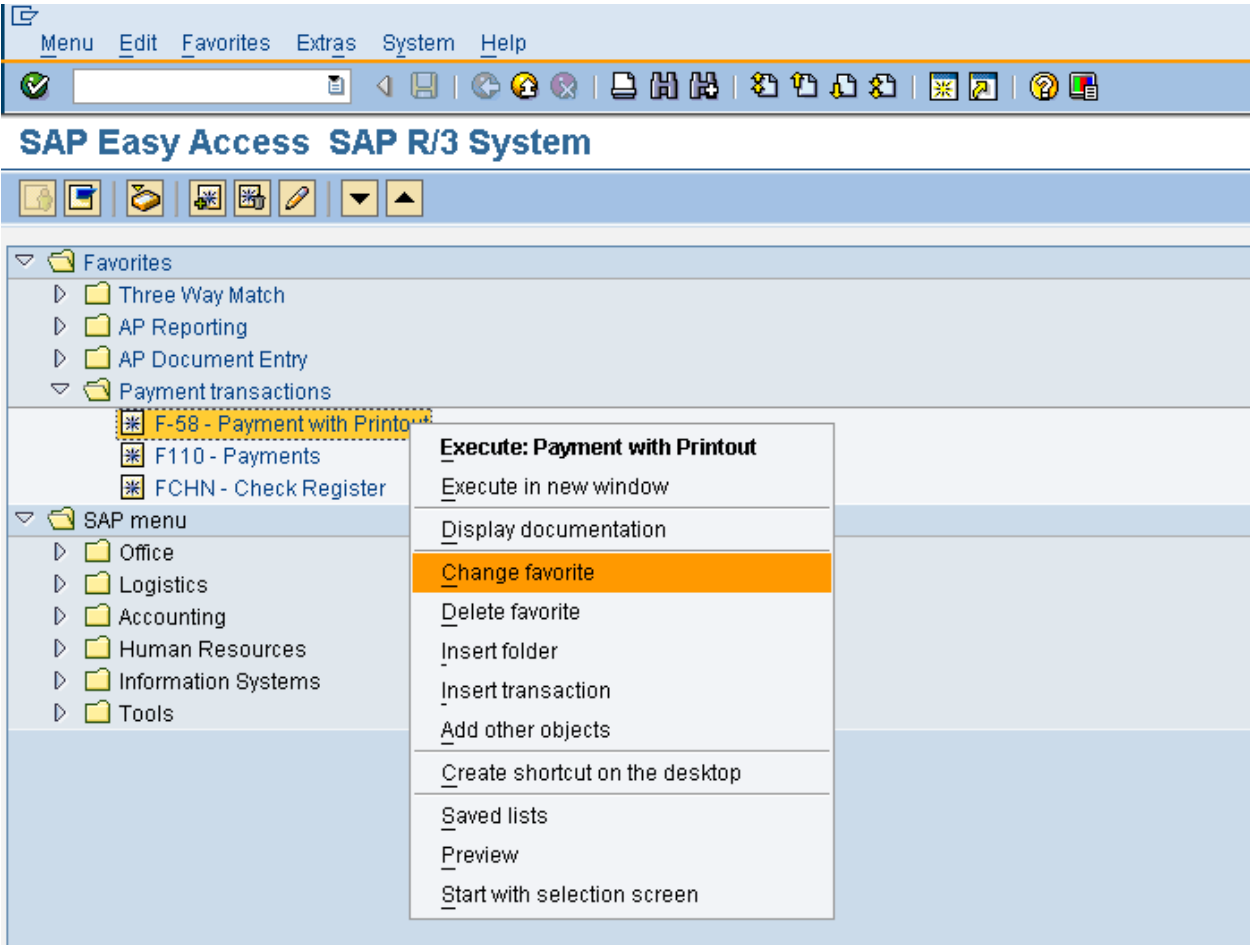 Menu Edit Favorites Extras System Help
SAP Easy Access SAP R/3 System
Favorites
Three Way Match
AP Reporting
AP Document Entry
Payment transactions
F-58 - Payment with Printout
F110 - Payments
FCHN - Check Register
SAP menu
Office
Logistics
Accounting
Human Resources
Information Systems
Tools
Execute: Payment with Printout
Execute in new window
Display documentation
Change favorite
Delete favorite
Insert folder
Insert transaction
Add other objects
Create shortcut on the desktop
Saved lists
Preview
Start with selection screen